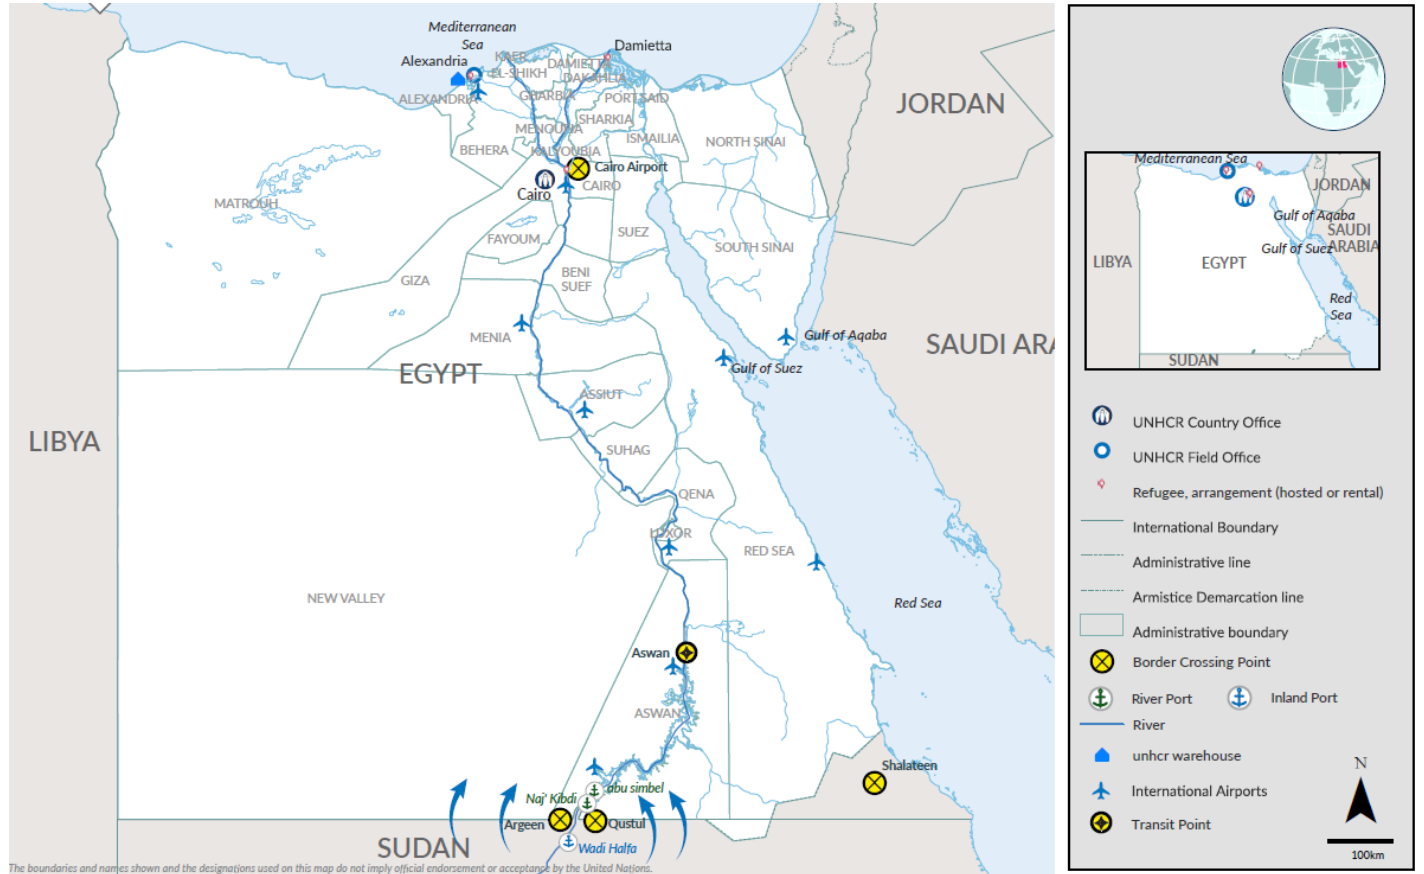 Mediterranean
Sea
Damietta
Alexandria
KAFR
EL-SHIKH
DAMIETTA
DAKAHLIA
ALEXANDRIA
GHARBIA
PORT SAID
SHARKIA
MENOUFIA
ISMAILIA
NORTH SINAI
BEHERA
KALYOUBIA
Cairo Airport
Cairo
CAIRO
MATROUH
FAYOUM
SUEZ
SOUTH SINAI
GIZA
BENI
SUEF
MENIA
Gulf of Aqaba
Gulf of Suez
EGYPT
JORDAN
SAUDI ARA
LIBYA
ASSIUT
SUHAG
QENA
LUXOR
RED SEA
NEW VALLEY
Red Sea
Aswan
ASWAN
Shalateen
abu simbel
Naj' Kibdi
Argeen
Qustul
SUDAN
Wadi Halfa
The boundaries and names shown and the designations used on this map do not imply official endorsement or acceptance by the United Nations.
Mediterranean Sea
JORDAN
Gulf of Aqaba
SAUDI
ARABIA
Gulf of Suez
LIBYA
EGYPT
Red
Sea
SUDAN
UNHCR Country Office
UNHCR Field Office
Refugee, arrangement (hosted or rental)
International Boundary
Administrative line
Armistice Demarcation line
Administrative boundary
Border Crossing Point
River Port
Inland Port
River
unhcr warehouse
N
International Airports
Transit Point
100km